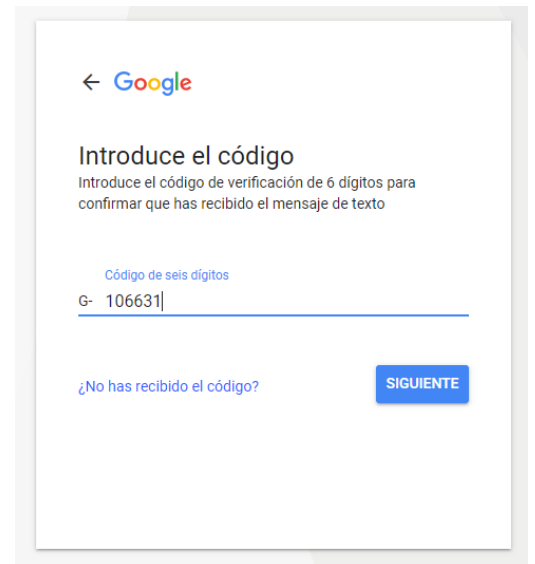 Google
Introduce el código
Introduce el código de verificación de 6 dígitos para
confirmar que has recibido el mensaje de texto
Código de seis dígitos
G- 106631
¿No has recibido el código?
SIGUIENTE